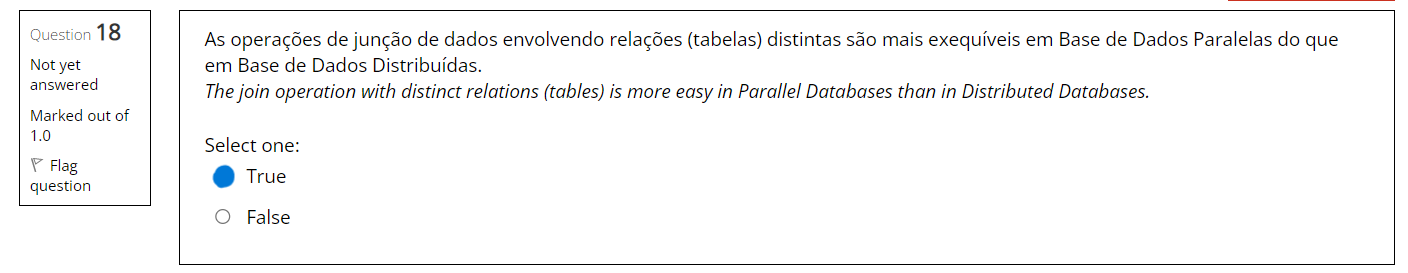 Question 18
Not yet
answered
Marked out of
1.0
Flag
question
As operações de junção de dados envolvendo relações (tabelas) distintas são mais exequíveis em Base de Dados Paralelas do que
em Base de Dados Distribuídas.
The join operation with distinct relations (tables) is more easy in Parallel Databases than in Distributed Databases.
Select one:
True
False